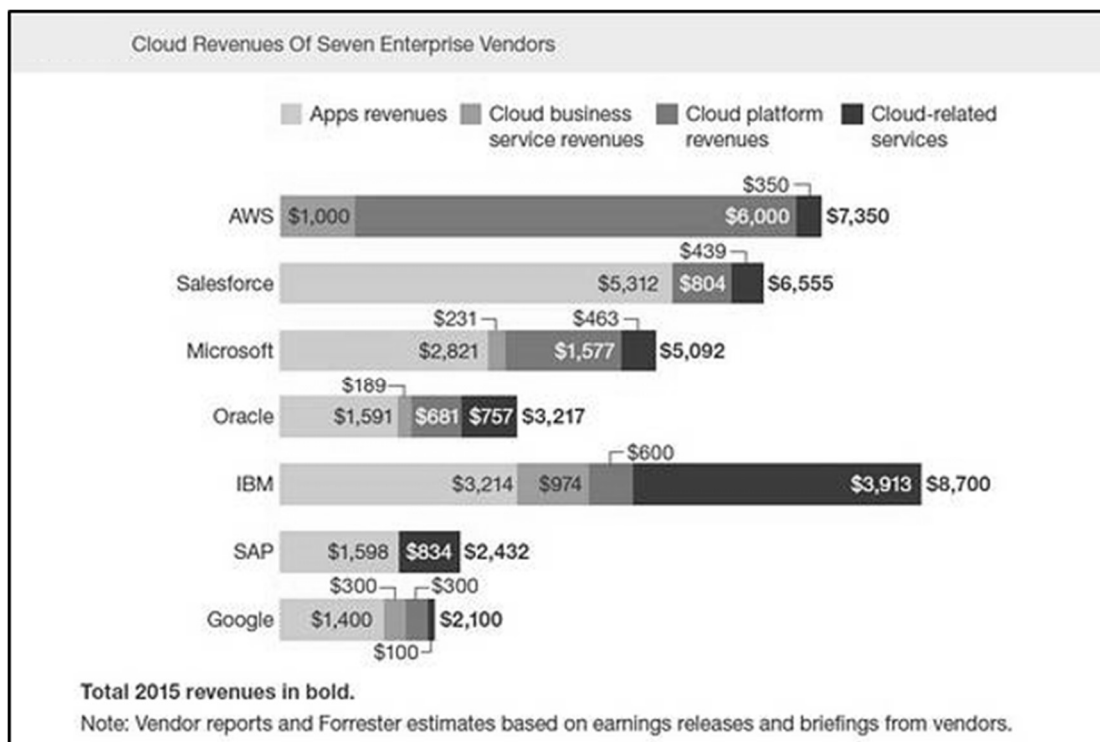 Cloud Revenues Of Seven Enterprise Vendors
Apps revenues
Cloud business
service revenues
Cloud platform
revenues
Cloud-related
services
$350
AWS $1,000 $6,000 $7,350
$439
Salesforce $5,312 $804 $6,555
$231 $463
Microsoft $2,821 $1,577 $5,092
$189
Oracle $1,591 $681 $757 $3,217
$600
IBM $3,214 $974 $3,913 $8,700
SAP $1,598 $834 $2,432
$300 $300
Google $1,400 $2,100
$100
Total 2015 revenues in bold.
Note: Vendor reports and Forrester estimates based on earnings releases and briefings from vendors.